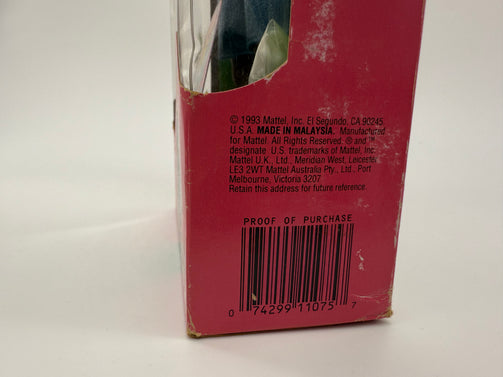 © 1993 Mattel, Inc. El Segundo, CA 90245,
U.S.A. MADE IN MALAYSIA. Manufactured
for Mattel. All Rights Reserved. ® and ™
designate U.S. trademarks of Mattel, Inc.
Mattel U.K., Ltd., Meridian West, Leicester
LE3 2WT Mattel Australia Pty., Ltd., Port
Melbourne, Victoria 3207
Retain this address for future reference.
PROOF OF PURCHASE
0 74299 11075 7